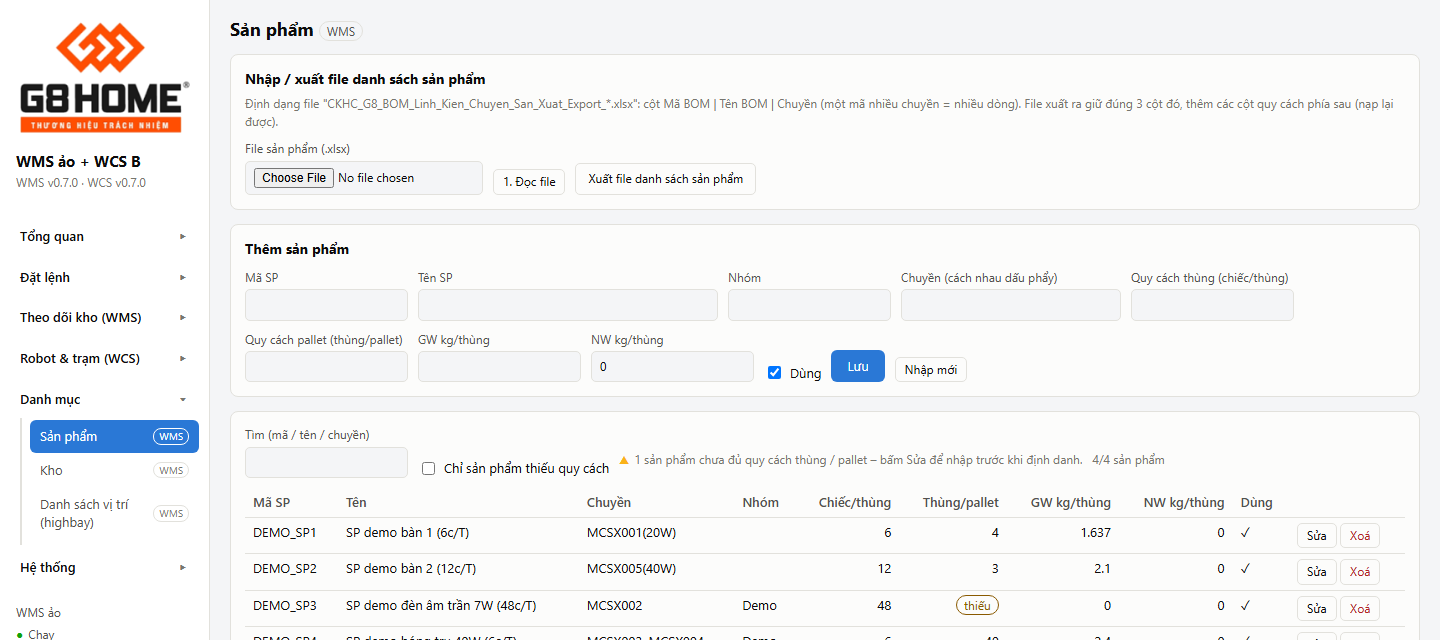 G8HOME®
THƯƠNG HIỆU TRÁCH NHIỆM
WMS ảo + WCS B
WMS v0.7.0 · WCS v0.7.0
Tổng quan
Đặt lệnh
Theo dõi kho (WMS)
Robot & trạm (WCS)
Danh mục
Sản phẩm WMS
Kho WMS
Danh sách vị trí
(highbay) WMS
Hệ thống
WMS ảo
Chạy
Sản phẩm WMS
Nhập / xuất file danh sách sản phẩm
Định dạng file "CKHC_G8_BOM_Linh_Kien_Chuyen_San_Xuat_Export_*.xlsx": cột Mã BOM | Tên BOM | Chuyền (một mã nhiều chuyền = nhiều dòng). File xuất ra giữ đúng 3 cột đó, thêm các cột quy cách phía sau (nạp lại
được).
File sản phẩm (.xlsx)
Choose File No file chosen 1. Đọc file Xuất file danh sách sản phẩm
Thêm sản phẩm
Mã SP Tên SP Nhóm Chuyền (cách nhau dấu phẩy) Quy cách thùng (chiếc/thùng)
Quy cách pallet (thùng/pallet) GW kg/thùng NW kg/thùng
0 Dùng Lưu Nhập mới
Tìm (mã / tên / chuyền)
Chỉ sản phẩm thiếu quy cách 1 sản phẩm chưa đủ quy cách thùng / pallet – bấm Sửa để nhập trước khi định danh. 4/4 sản phẩm
Mã SP Tên Chuyền Nhóm Chiếc/thùng Thùng/pallet GW kg/thùng NW kg/thùng Dùng
DEMO_SP1 SP demo bàn 1 (6c/T) MCSX001(20W) 6 4 1.637 0 ✓ Sửa Xoá
DEMO_SP2 SP demo bàn 2 (12c/T) MCSX005(40W) 12 3 2.1 0 ✓ Sửa Xoá
DEMO_SP3 SP demo đèn âm trần 7W (48c/T) MCSX002 Demo 48 thiếu 0 0 ✓ Sửa Xoá